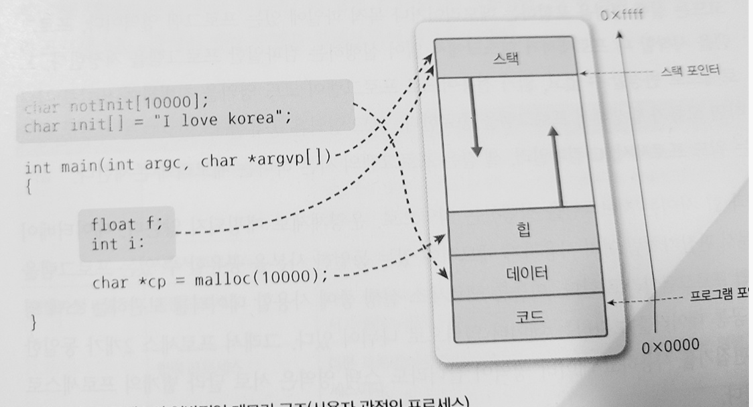 char notInit[10000];
char init[] = "I love korea";
int main(int argc, char *argvp[])
{
float f;
int i:
char *cp = malloc(10000);
}
0×ffff
스택
스택 포인터
힙
데이터
코드
프로그램
0×0000
메모리 구조(사용자 관점의 프로세스)